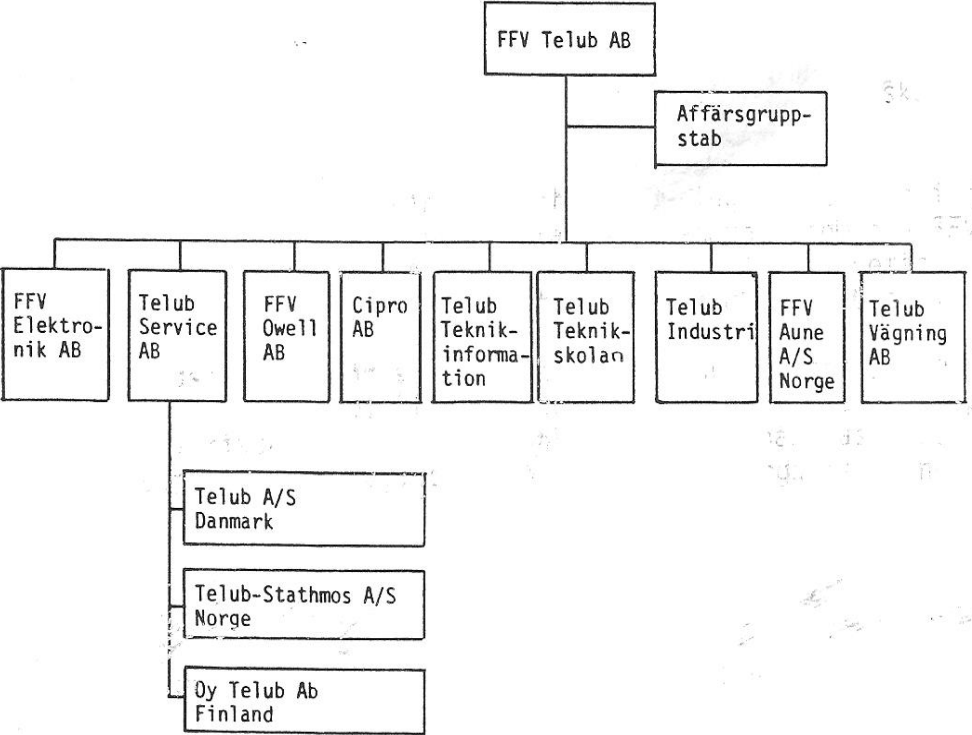 FFV Telub AB
Affärsgrupp-
stab
FFV
Elektro-
nik AB
Telub
Service
AB
FFV
Owell
AB
Cipro
AB
Telub
Teknik-
informa-
tion
Telub
Teknik-
skolan
Telub
Industri
FFV
Aune
A/S
Norge
Telub
Vägning
AB
Telub A/S
Danmark
Telub-Stathmos A/S
Norge
Oy Telub Ab
Finland